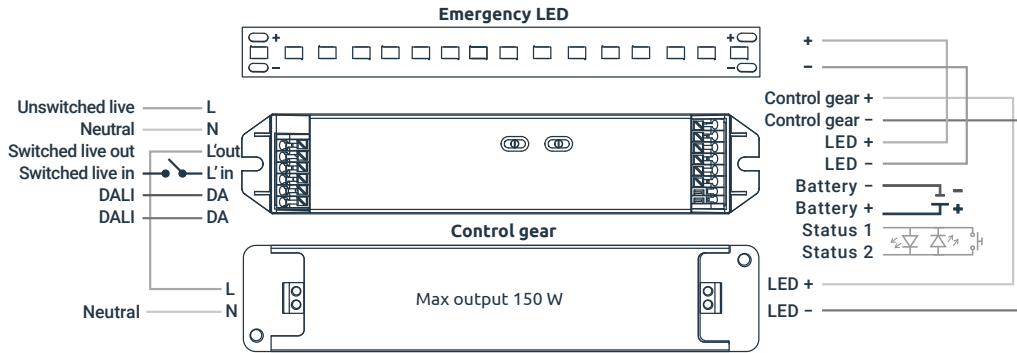 Emergency LED
+ +
− −
+
−
Unswitched live L
Neutral N
Switched live out L'out
Switched live in L' in
DALI DA
DALI DA
Control gear +
Control gear −
LED +
LED −
Battery − −
Battery + +
Status 1
Status 2
Control gear
L
Neutral N
Max output 150 W
LED +
LED −